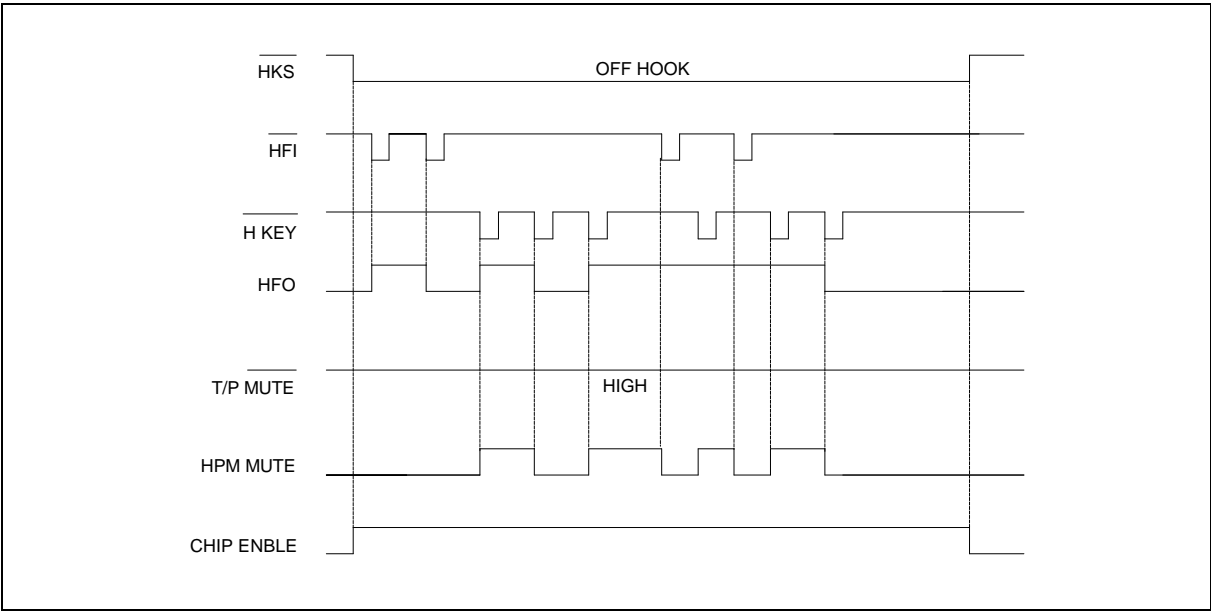 HKS
OFF HOOK
HFI
H KEY
HFO
T/P MUTE
HIGH
HPM MUTE
CHIP ENBLE